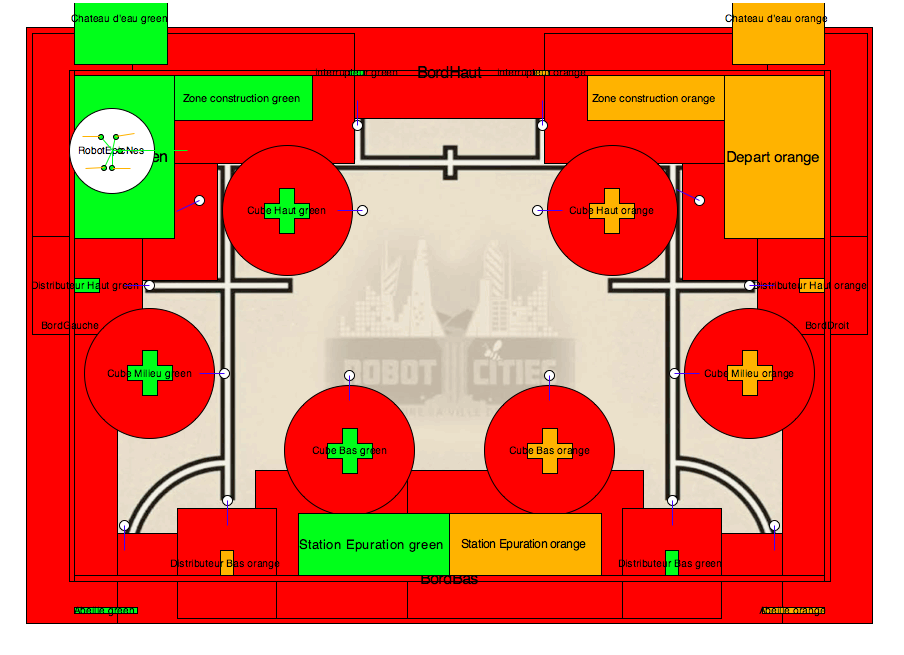 Chateau d'eau green
Chateau d'eau orange
Interrupteur green
BordHaut
Interrupteur orange
Zone construction green
Zone construction orange
en
Depart orange
Cube Haut green
Cube Haut orange
Distributeur Haut green
Distributeur Haut orange
BordGauche
BordDroit
ROBOT CITIES
Cube Milieu green
Cube Milieu orange
Cube Bas green
Cube Bas orange
Station Epuration green
Station Epuration orange
Distributeur Bas orange
Distributeur Bas green
BordBas
Abeille green
Abeille orange